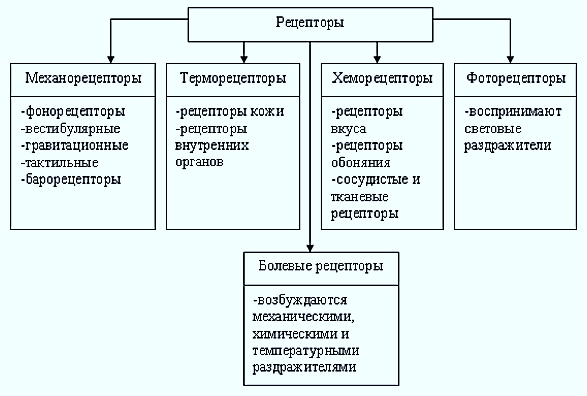 Рецепторы
Механорецепторы
-фонорецепторы
-вестибулярные
-гравитационные
-тактильные
-барорецепторы
Терморецепторы
-рецепторы кожи
-рецепторы
внутренних
органов
Хеморецепторы
-рецепторы
вкуса
-рецепторы
обоняния
-сосудистые и
тканевые
рецепторы
Фоторецепторы
-воспринимают
световые
раздражители
Болевые рецепторы
-возбуждаются
механическими,
химическими и
температурными
раздражителями